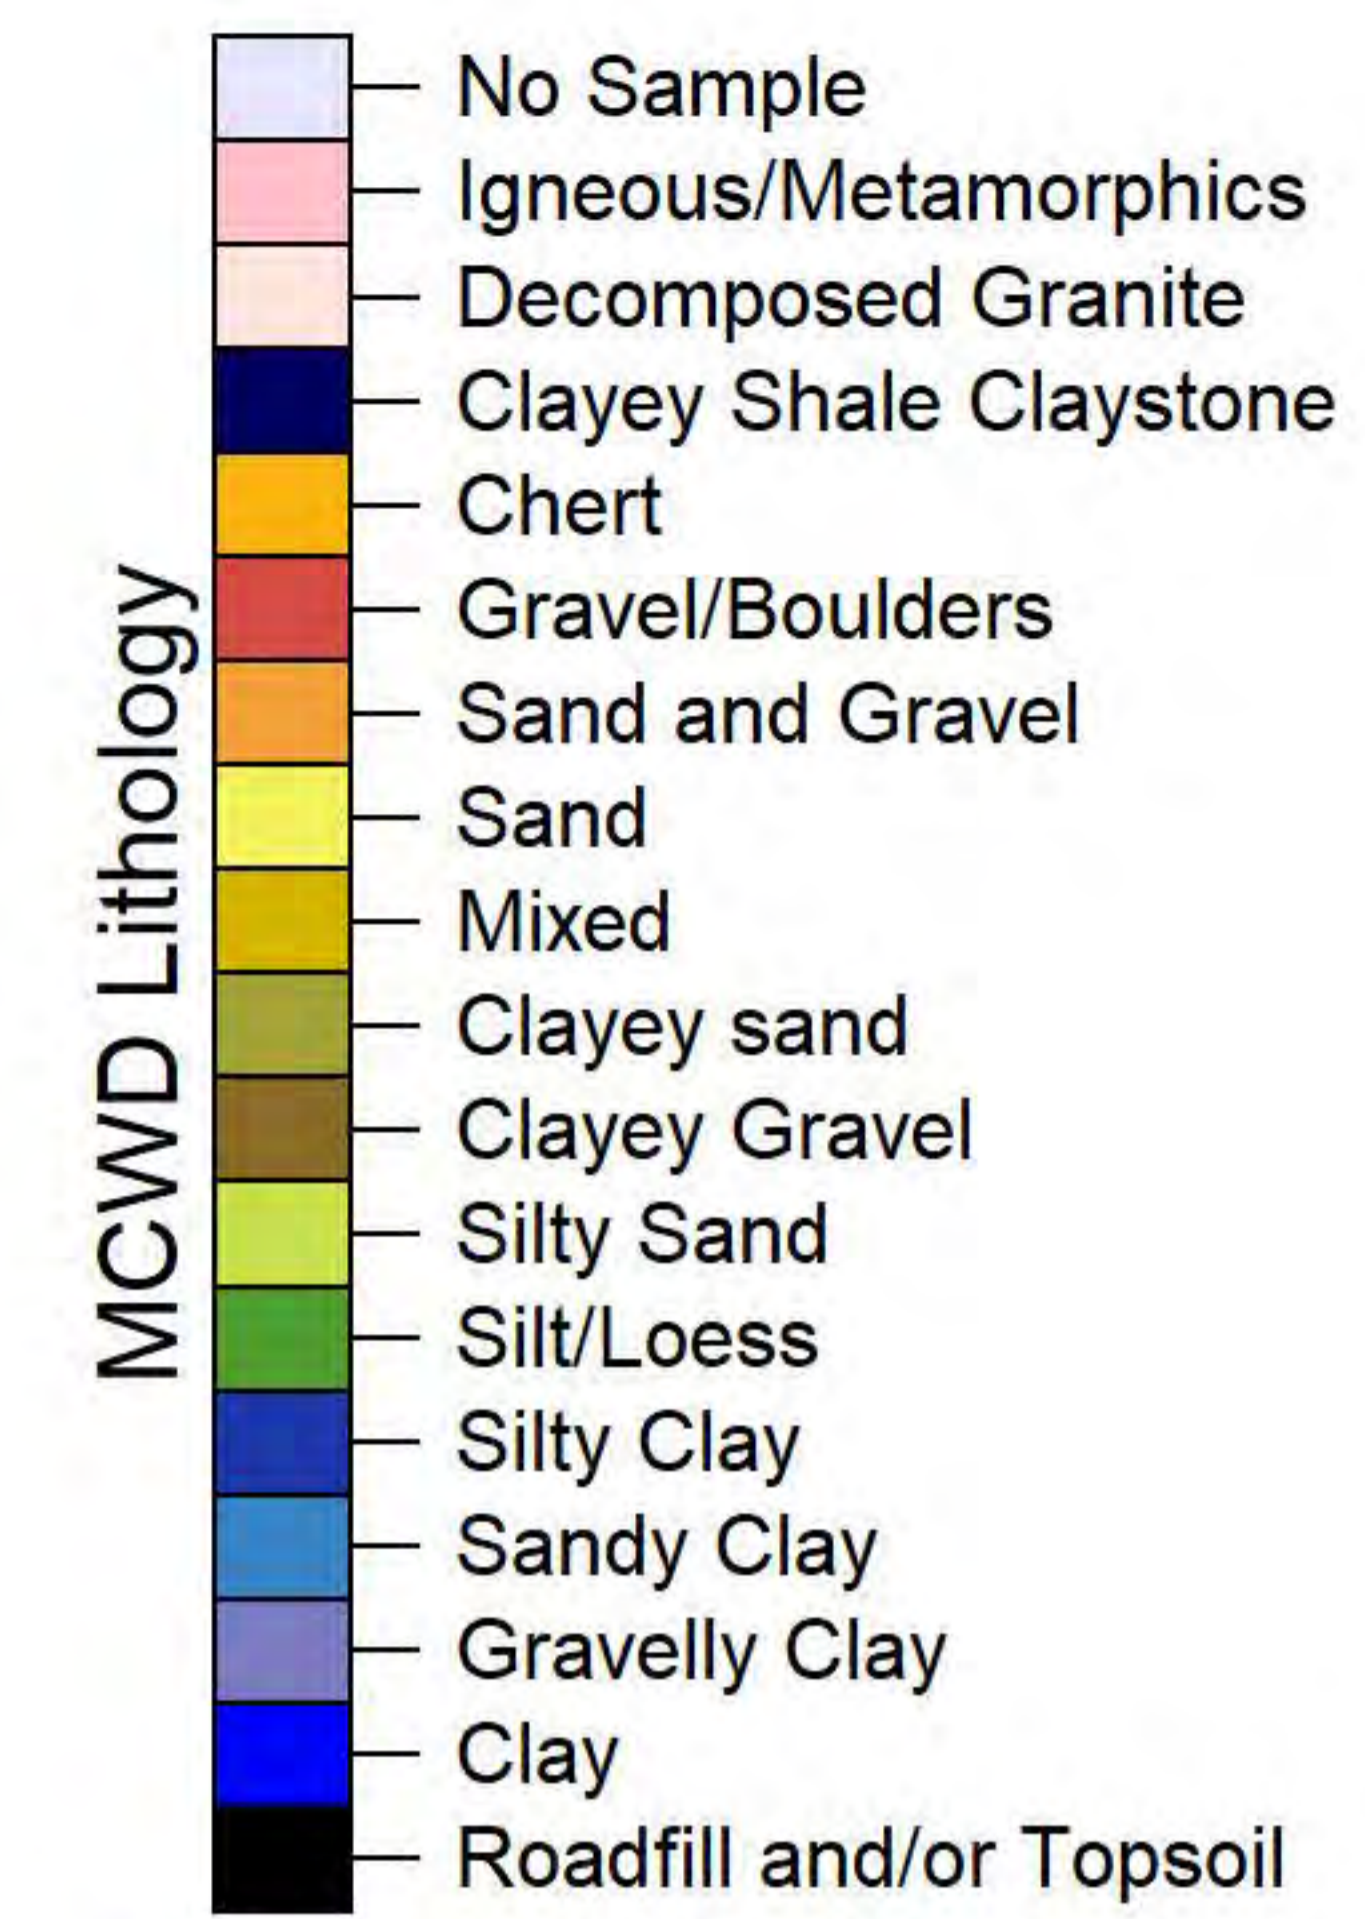 MCWD Lithology
No Sample
Igneous/Metamorphics
Decomposed Granite
Clayey Shale Claystone
Chert
Gravel/Boulders
Sand and Gravel
Sand
Mixed
Clayey sand
Clayey Gravel
Silty Sand
Silt/Loess
Silty Clay
Sandy Clay
Gravelly Clay
Clay
Roadfill and/or Topsoil